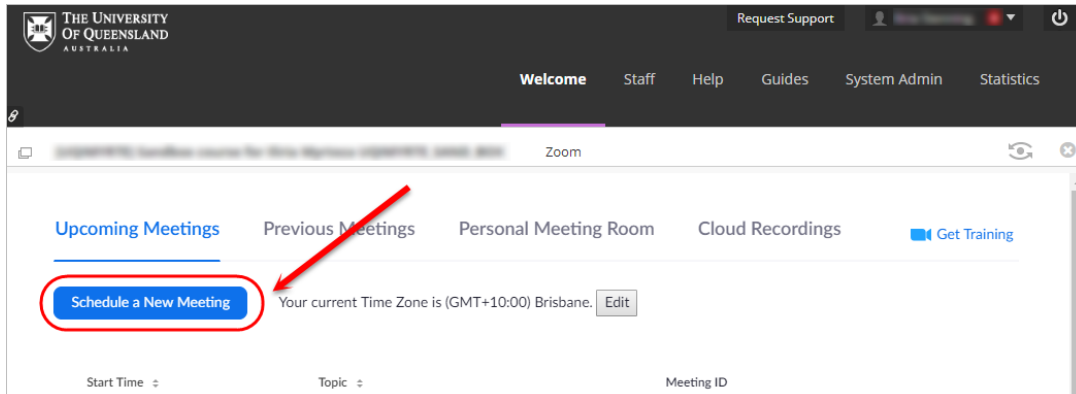 THE UNIVERSITY
OF QUEENSLAND
AUSTRALIA
Request Support
Welcome Staff Help Guides System Admin Statistics
Zoom
Upcoming Meetings Previous Meetings Personal Meeting Room Cloud Recordings Get Training
Schedule a New Meeting Your current Time Zone is (GMT+10:00) Brisbane. Edit
Start Time Topic Meeting ID